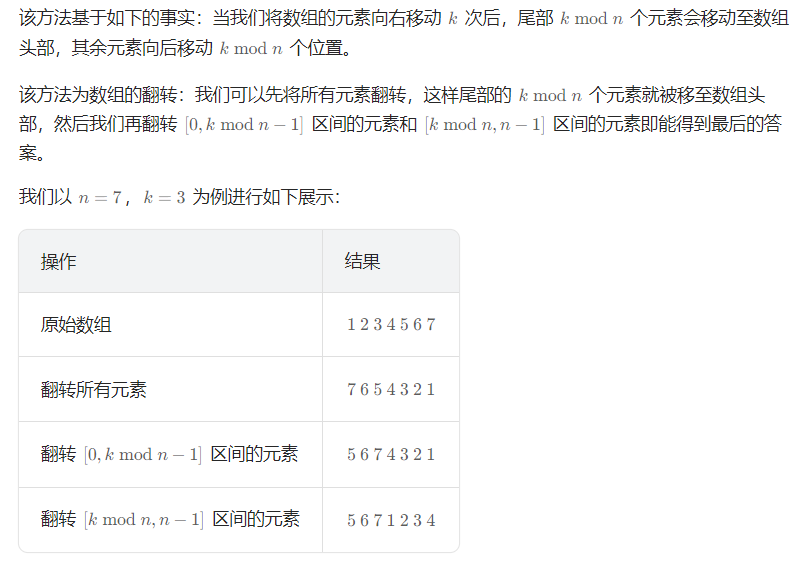 该方法基于如下的事实：当我们将数组的元素向右移动 k 次后，尾部 k mod n 个元素会移动至数组
头部，其余元素向后移动 k mod n 个位置。
该方法为数组的翻转：我们可以先将所有元素翻转，这样尾部的 k mod n 个元素就被移至数组头
部，然后我们再翻转 [0, k mod n − 1] 区间的元素和 [k mod n, n − 1] 区间的元素即能得到最后的答
案。
我们以 n = 7，k = 3 为例进行如下展示：
操作 结果
原始数组 1 2 3 4 5 6 7
翻转所有元素 7 6 5 4 3 2 1
翻转 [0, k mod n − 1] 区间的元素 5 6 7 4 3 2 1
翻转 [k mod n, n − 1] 区间的元素 5 6 7 1 2 3 4